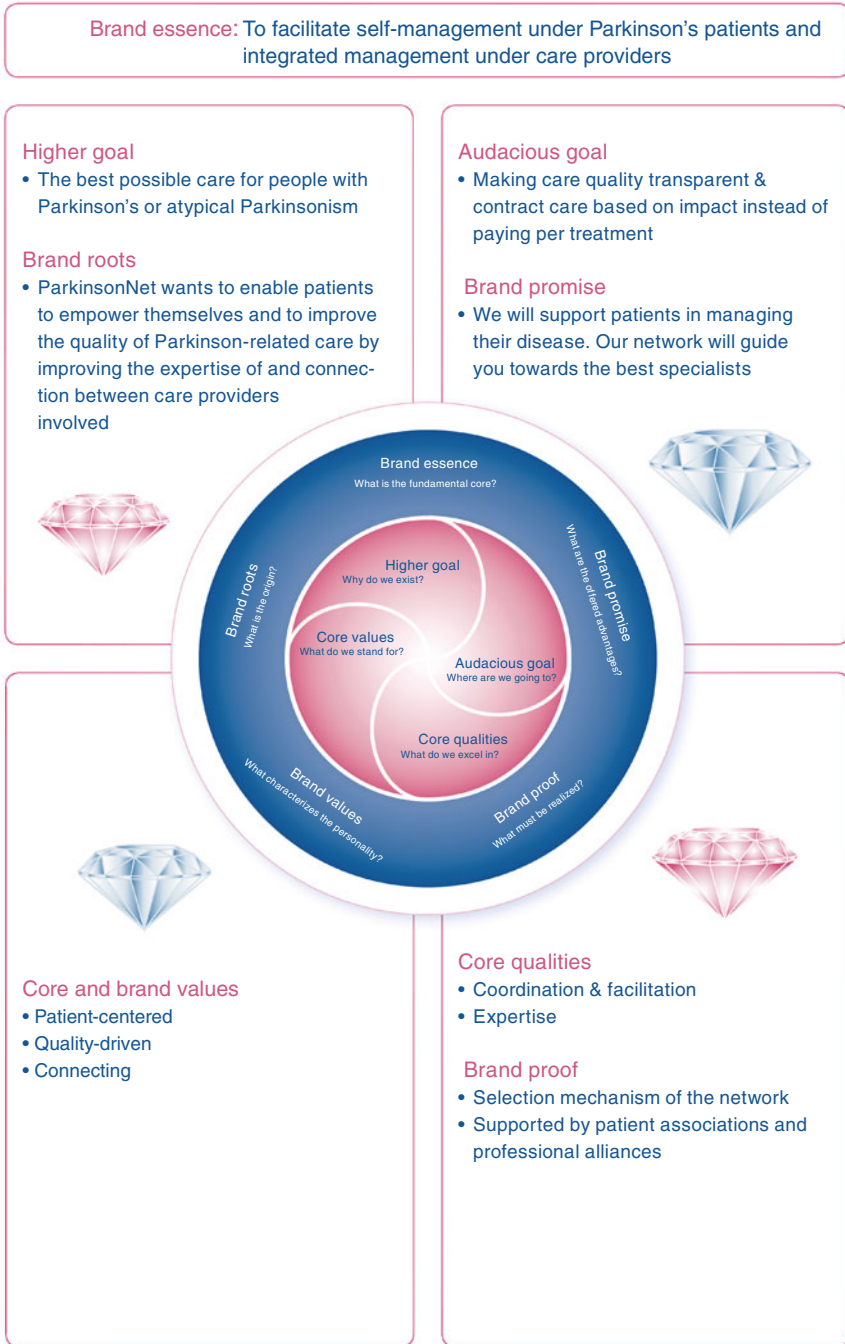 Brand essence: To facilitate self-management under Parkinson's patients and
integrated management under care providers
Higher goal
• The best possible care for people with
Parkinson's or atypical Parkinsonism
Brand roots
• ParkinsonNet wants to enable patients
to empower themselves and to improve
the quality of Parkinson-related care by
improving the expertise of and connec-
tion between care providers
involved
Audacious goal
• Making care quality transparent &
contract care based on impact instead of
paying per treatment
Brand promise
• We will support patients in managing
their disease. Our network will guide
you towards the best specialists
Brand essence
What is the fundamental core?
Brand promise
What are the offered advantages?
Brand proof
What must be realized?
Brand values
What characterizes the personality?
Brand roots
What is the origin?
Higher goal
Why do we exist?
Core values
What do we stand for?
Audacious goal
Where are we going to?
Core qualities
What do we excel in?
Core and brand values
• Patient-centered
• Quality-driven
• Connecting
Core qualities
• Coordination & facilitation
• Expertise
Brand proof
• Selection mechanism of the network
• Supported by patient associations and
professional alliances